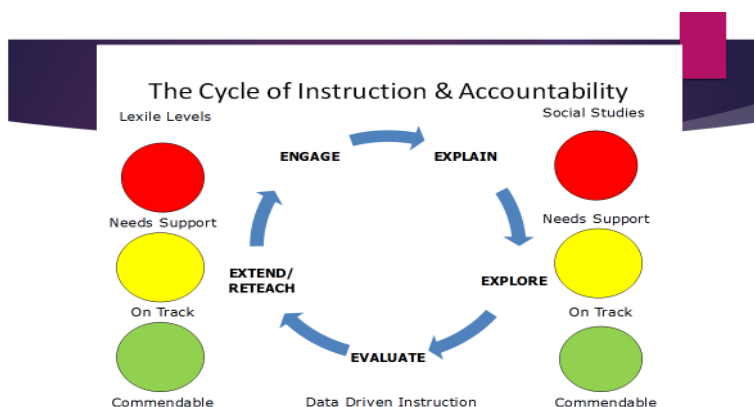 The Cycle of Instruction & Accountability
Lexile Levels
Social Studies
ENGAGE
EXPLAIN
Needs Support
Needs Support
EXTEND/
RETEACH
EXPLORE
On Track
On Track
EVALUATE
Commendable
Data Driven Instruction
Commendable